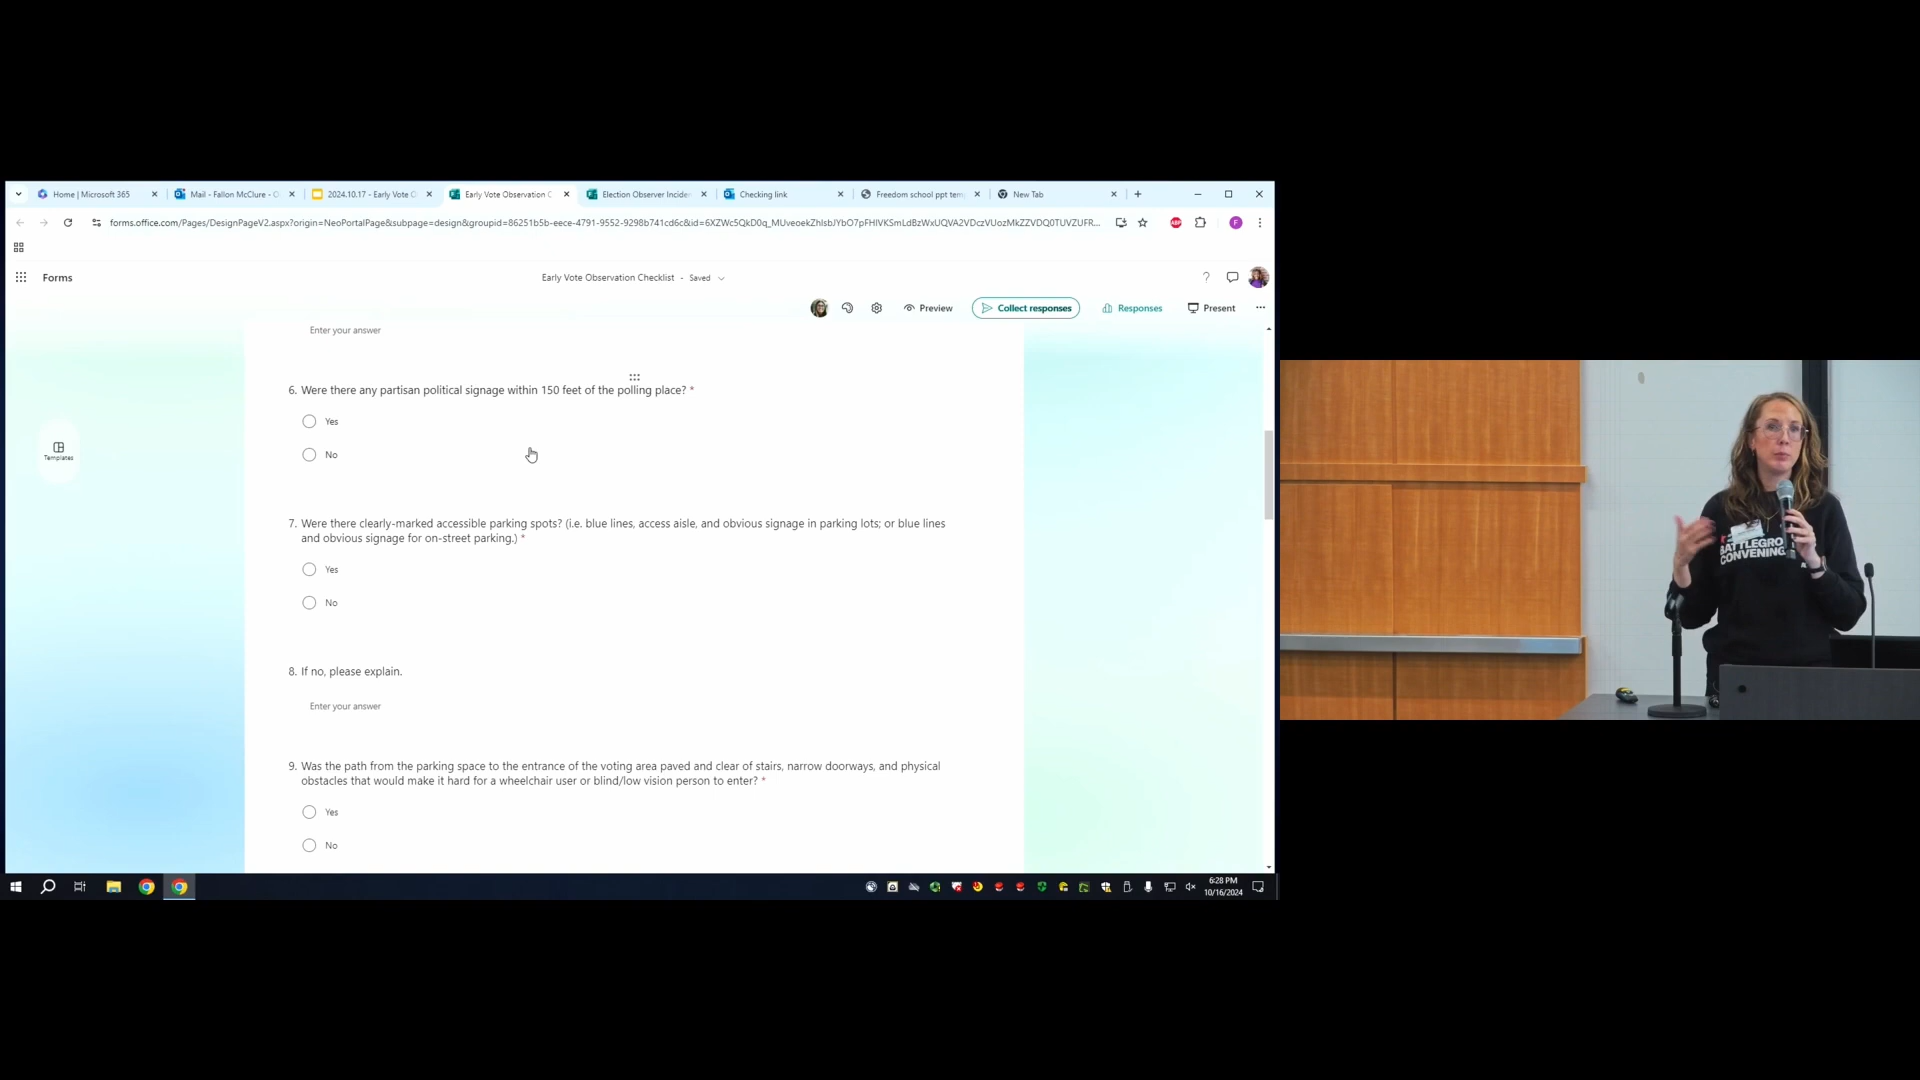 Home | Microsoft 365
Mail - Fallon McClure - O
2024.10.17 - Early Vote O
Early Vote Observation C
Election Observer Inciden
Checking link
Freedom school ppt tem
New Tab
forms.office.com/Pages/DesignPageV2.aspx?origin=NeoPortalPage&subpage=design&groupid=86251b5b-eece-4791-9552-9298b741cd6c&id=
Forms
Early Vote Observation Checklist - Saved
Preview
Collect responses
Responses
Present
Enter your answer
6. Were there any partisan political signage within 150 feet of the polling place? *
Yes
No
Templates
7. Were there clearly-marked accessible parking spots? (i.e. blue lines, access aisle, and obvious signage in parking lots; or blue lines
and obvious signage for on-street parking.) *
Yes
No
8. If no, please explain.
Enter your answer
9. Was the path from the parking space to the entrance of the voting area paved and clear of stairs, narrow doorways, and physical
obstacles that would make it hard for a wheelchair user or blind/low vision person to enter? *
Yes
No
6:28 PM
10/16/2024
BATTLEGRO
CONVENING